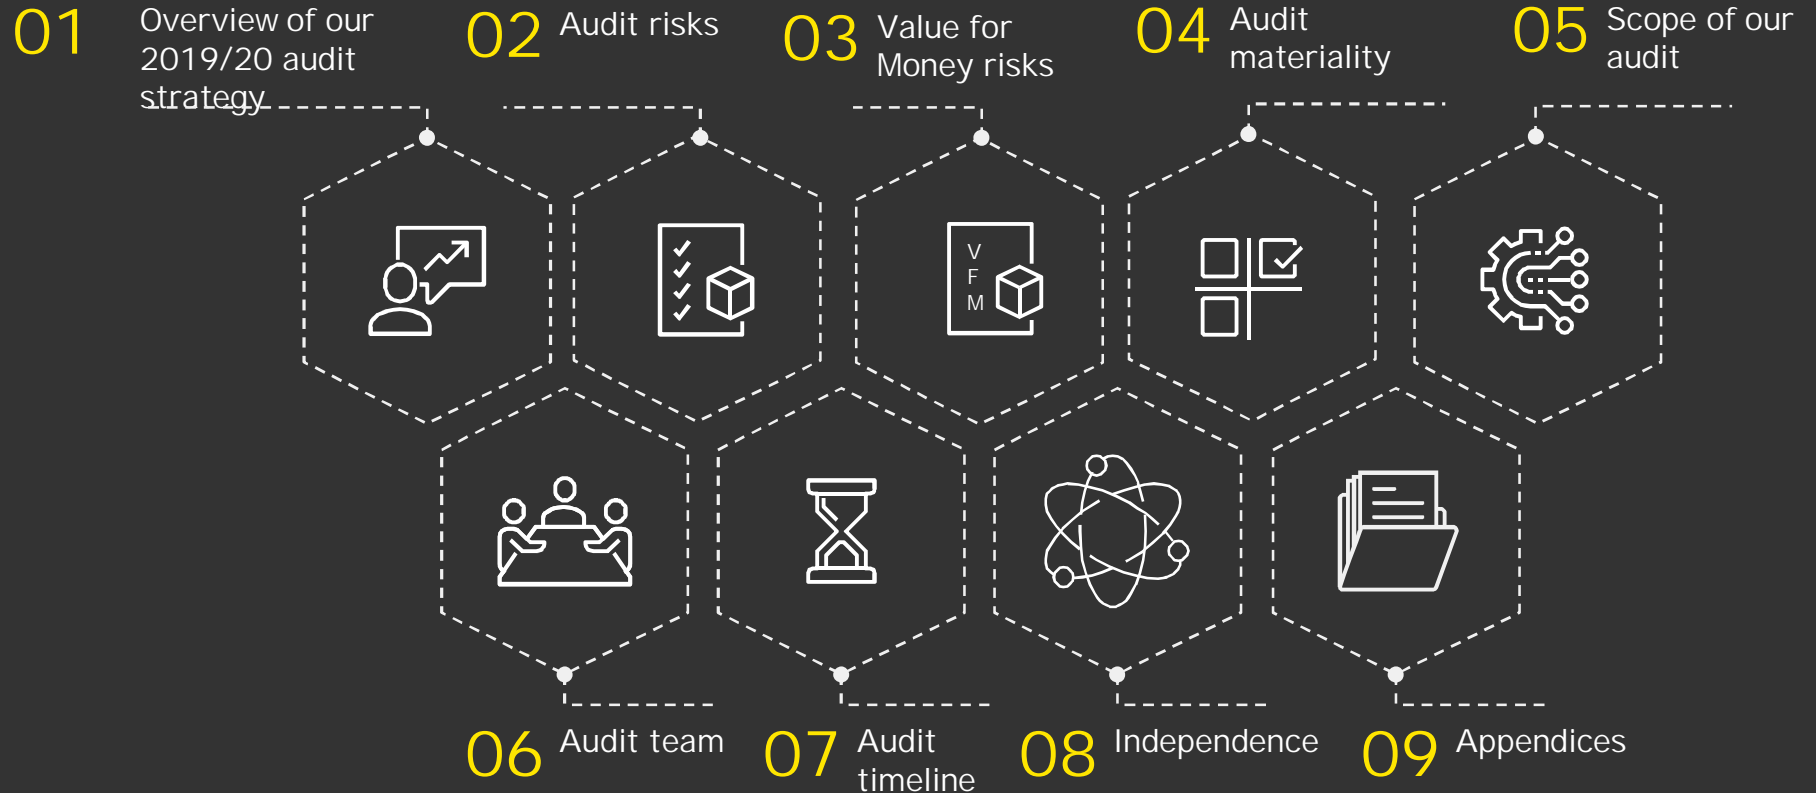 01
Overview of our
2019/20 audit
strategy
02
Audit risks
03
Value for
Money risks
04
Audit
materiality
05
Scope of our
audit
V
F
M
06
Audit team
07
Audit
timeline
08
Independence
09
Appendices